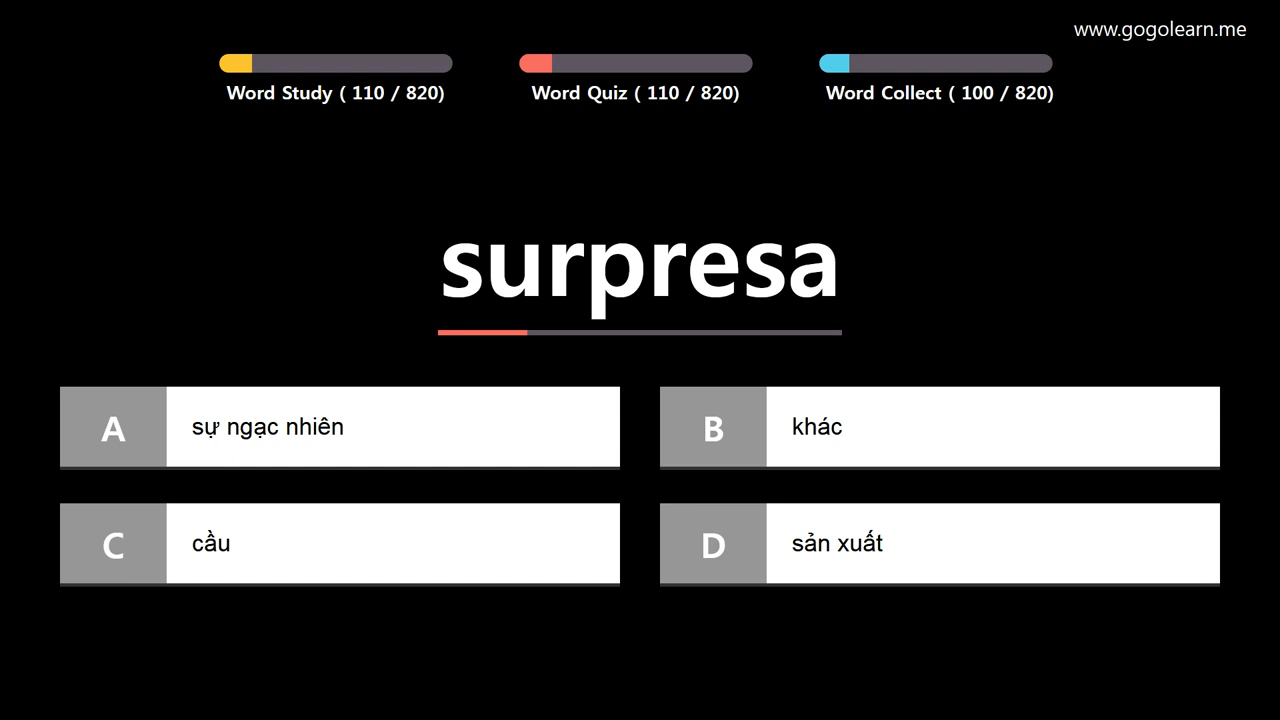 www.gogolearn.me
Word Study ( 110 / 820)
Word Quiz ( 110 / 820)
Word Collect ( 100 / 820)
surpresa
A sự ngạc nhiên
B khác
C cầu
D sản xuất